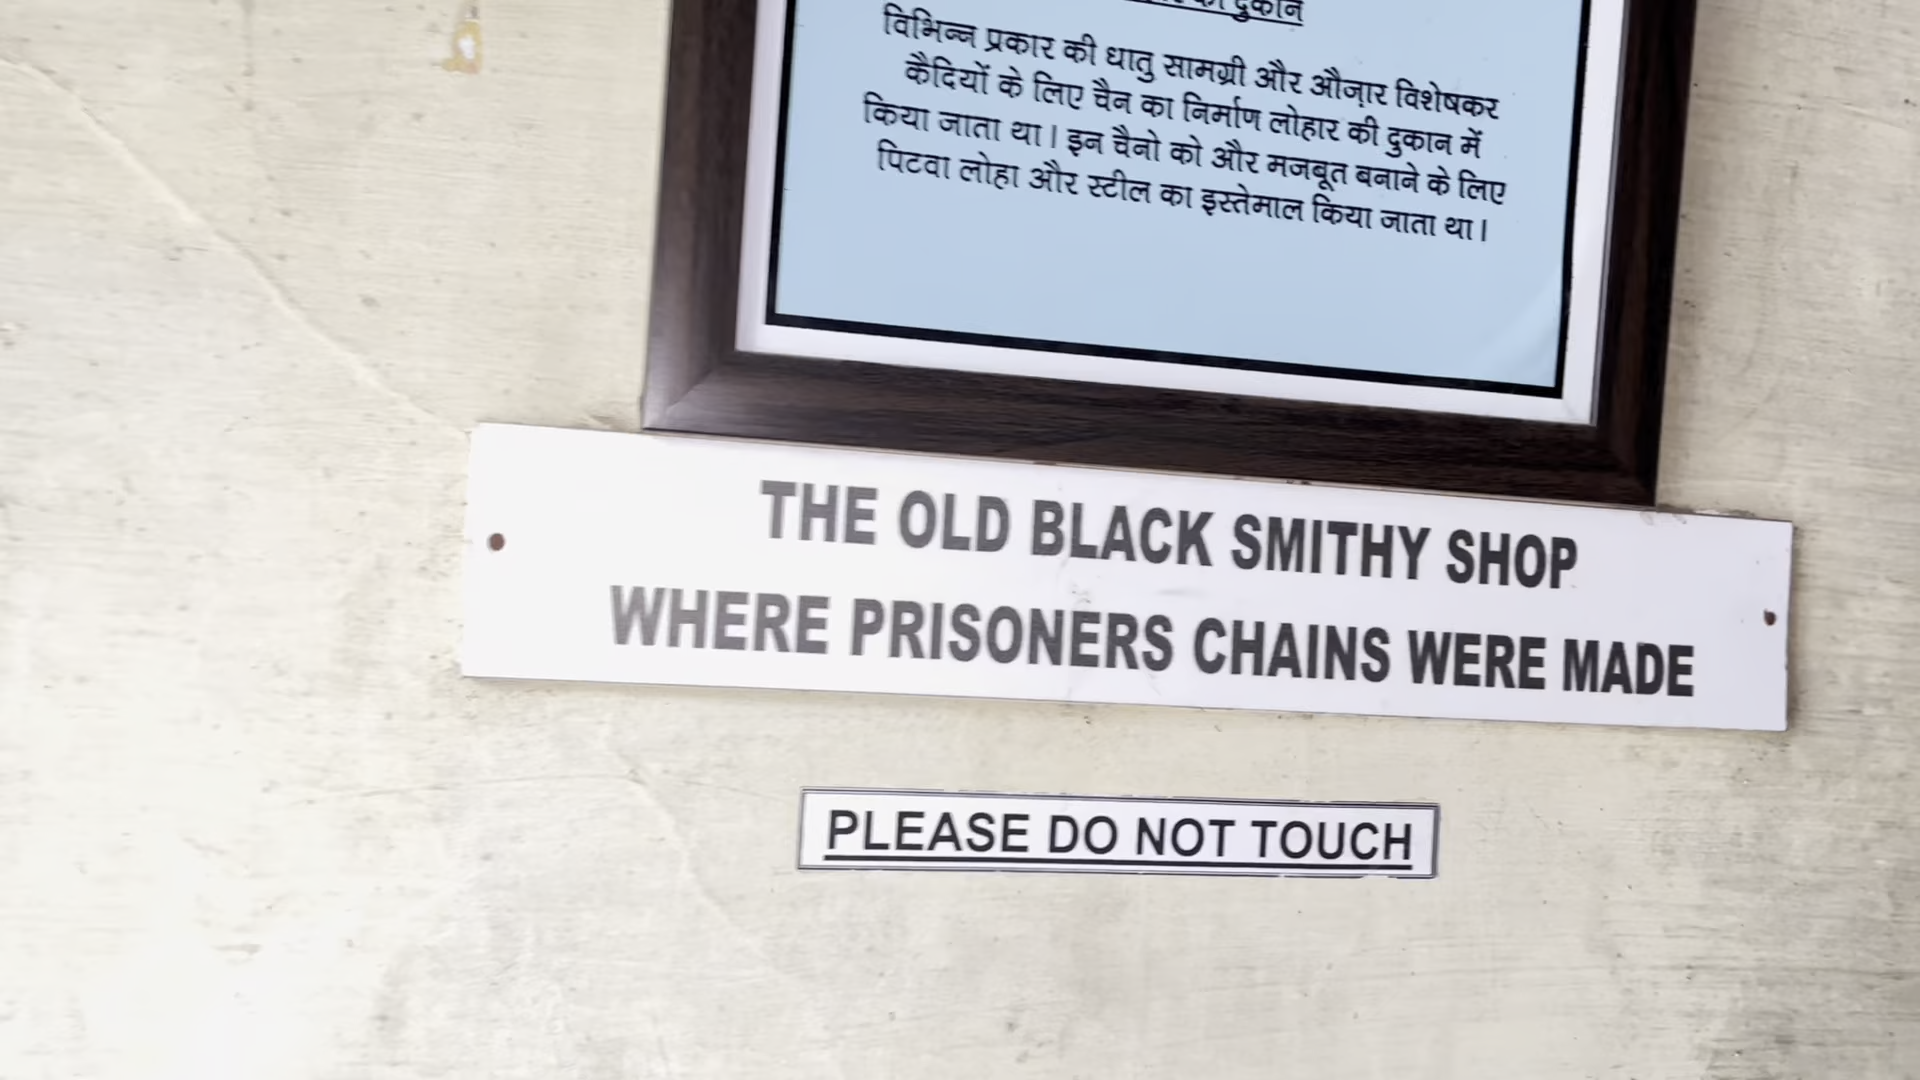 की दुकान
विभिन्न प्रकार की धातु सामग्री और औज़ार विशेषकर
कैदियों के लिए चैन का निर्माण लोहार की दुकान में
किया जाता था। इन चैनो को और मजबूत बनाने के लिए
पिटवा लोहा और स्टील का इस्तेमाल किया जाता था।
THE OLD BLACK SMITHY SHOP
WHERE PRISONERS CHAINS WERE MADE
PLEASE DO NOT TOUCH